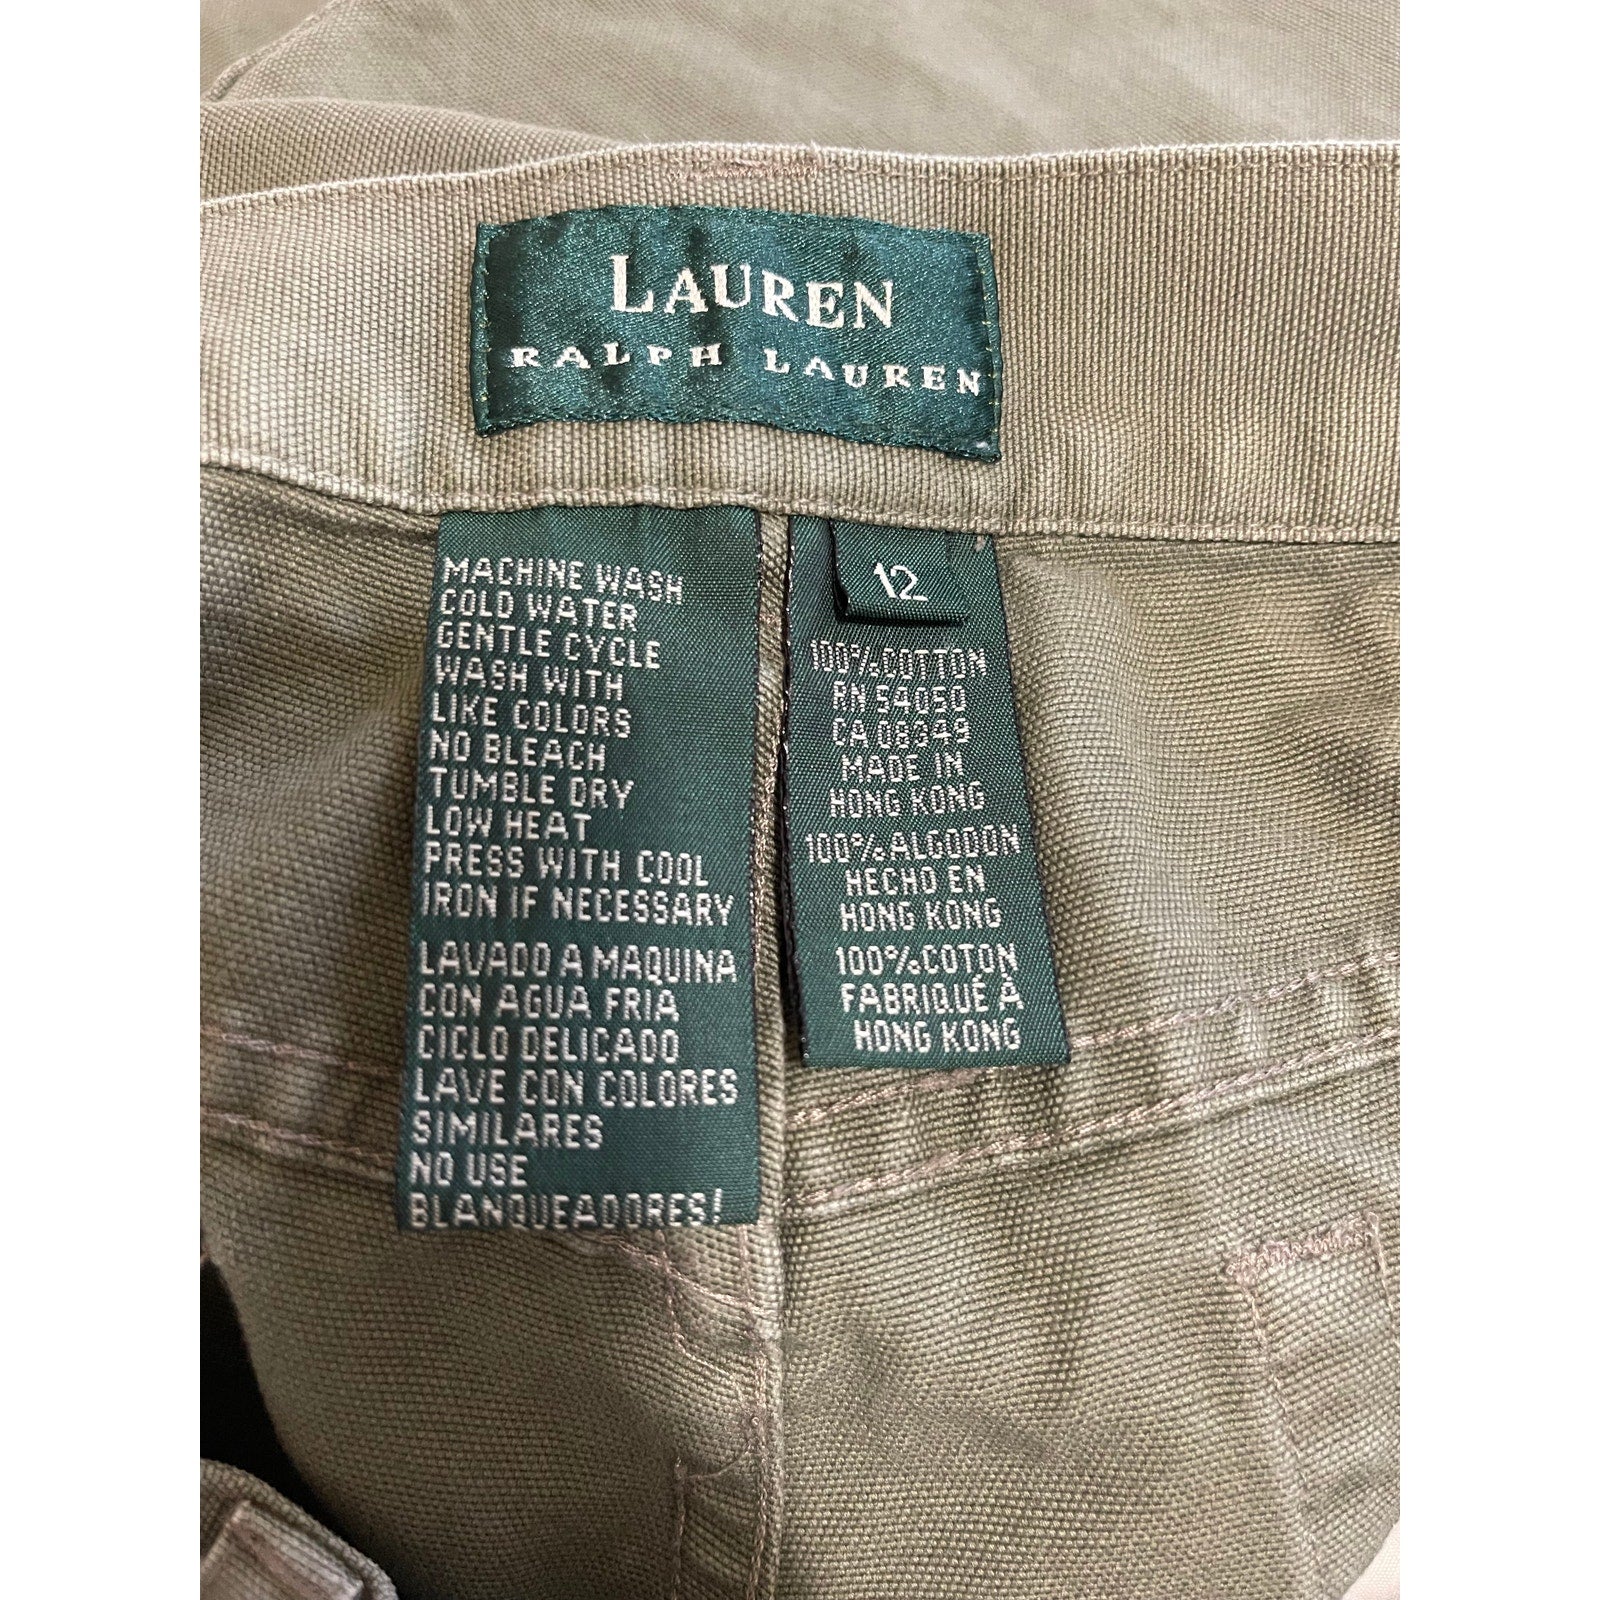 LAUREN
RALPH LAUREN
MACHINE WASH
COLD WATER
GENTLE CYCLE
WASH WITH
LIKE COLORS
NO BLEACH
TUMBLE DRY
LOW HEAT
PRESS WITH COOL
IRON IF NECESSARY
LAVADO A MAQUINA
CON AGUA FRIA
CICLO DELICADO
LAVE CON COLORES
SIMILARES
NO USE
BLANQUEADORES!
12
100% COTTON
RN 54050
CA 08349
MADE IN
HONG KONG
100% ALGODON
HECHO EN
HONG KONG
100% COTON
FABRIQUÉ À
HONG KONG